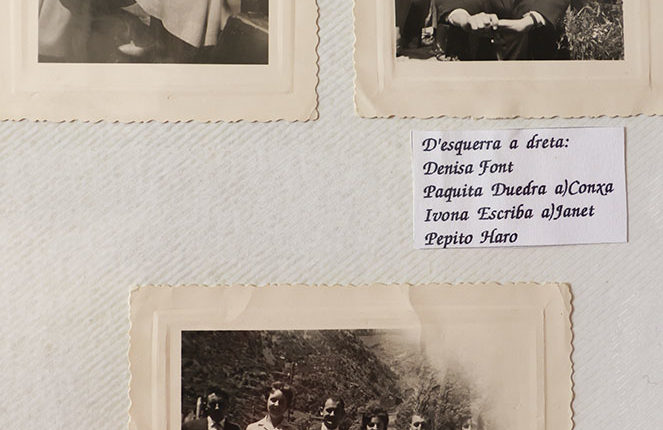 D'esquerra a dreta:
Denisa Font
Paquita Duedra a)Conxa
Ivona Escriba a)Janet
Pepito Haro